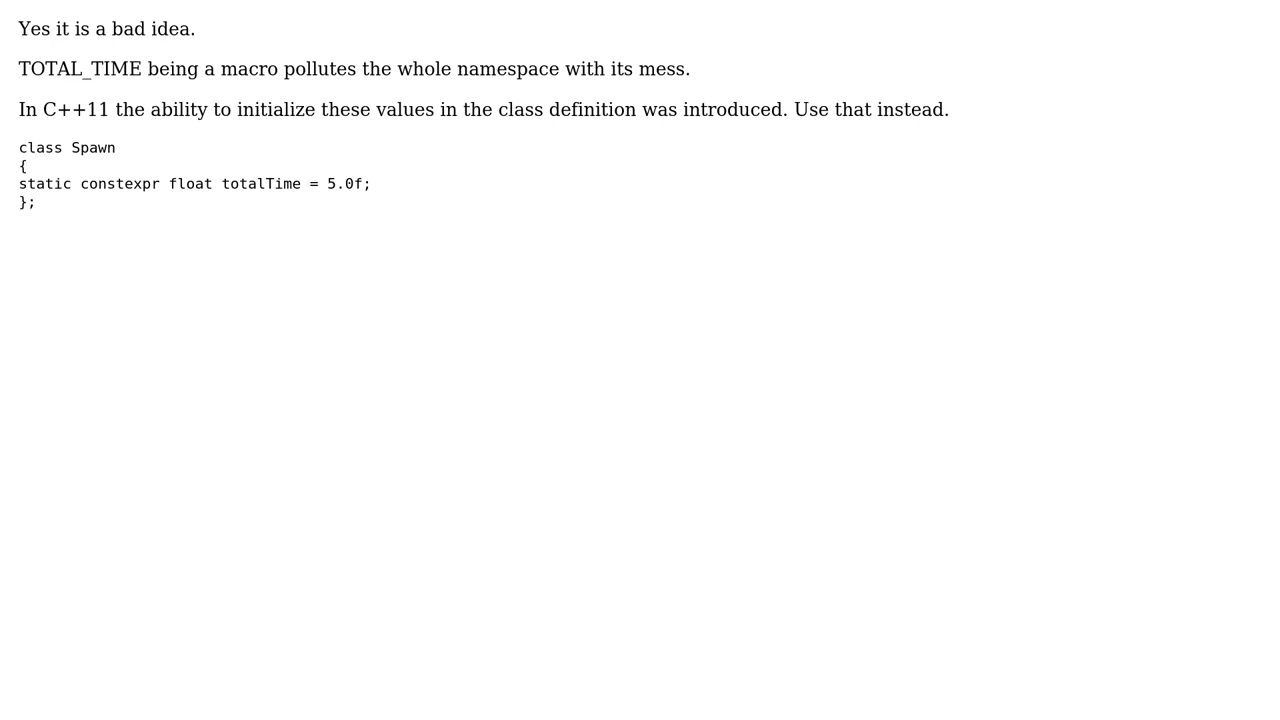 Yes it is a bad idea.
TOTAL_TIME being a macro pollutes the whole namespace with its mess.
In C++11 the ability to initialize these values in the class definition was introduced. Use that instead.
class Spawn
{
static constexpr float totalTime = 5.0f;
};